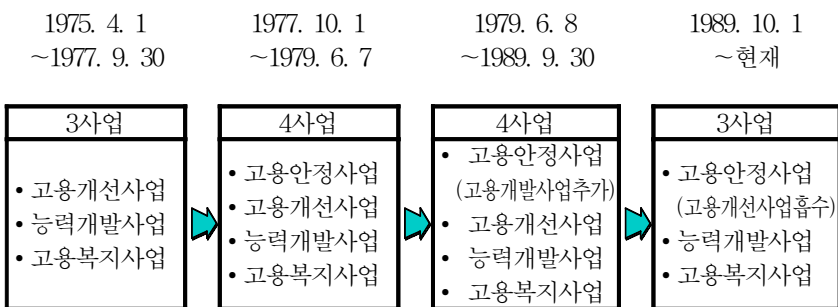 1975. 4. 1
~1977. 9. 30
1977. 10. 1
~1979. 6. 7
1979. 6. 8
~1989. 9. 30
1989. 10. 1
~현재
3사업
• 고용개선사업
• 능력개발사업
• 고용복지사업
4사업
• 고용안정사업
• 고용개선사업
• 능력개발사업
• 고용복지사업
4사업
• 고용안정사업
(고용개발사업추가)
• 고용개선사업
• 능력개발사업
• 고용복지사업
3사업
• 고용안정사업
(고용개선사업흡수)
• 능력개발사업
• 고용복지사업